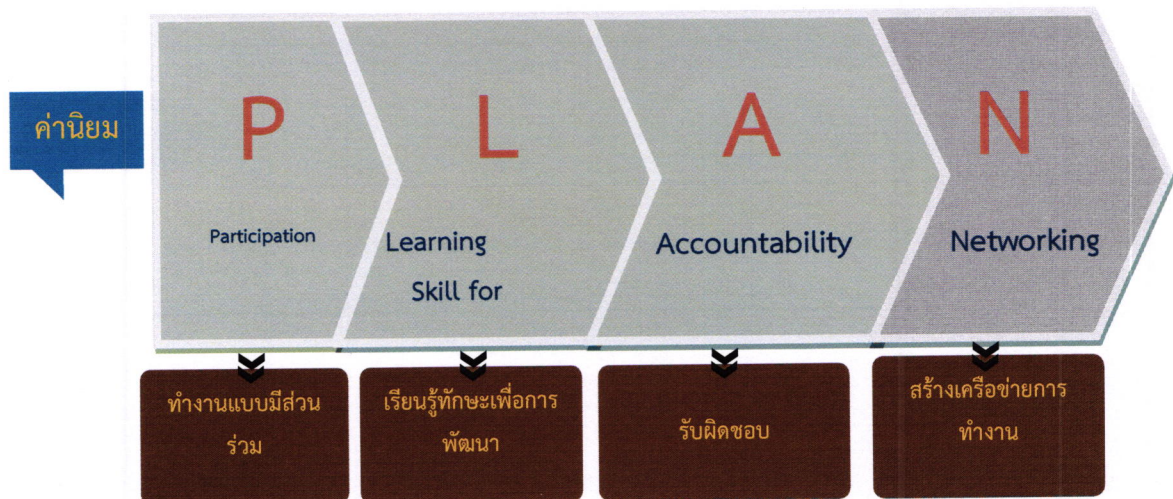 ค่านิยม
P
Participation
L
Learning
Skill for
A
Accountability
N
Networking
ทำงานแบบมีส่วน
ร่วม
เรียนรู้ทักษะเพื่อการ
พัฒนา
รับผิดชอบ
สร้างเครือข่ายการ
ทำงาน